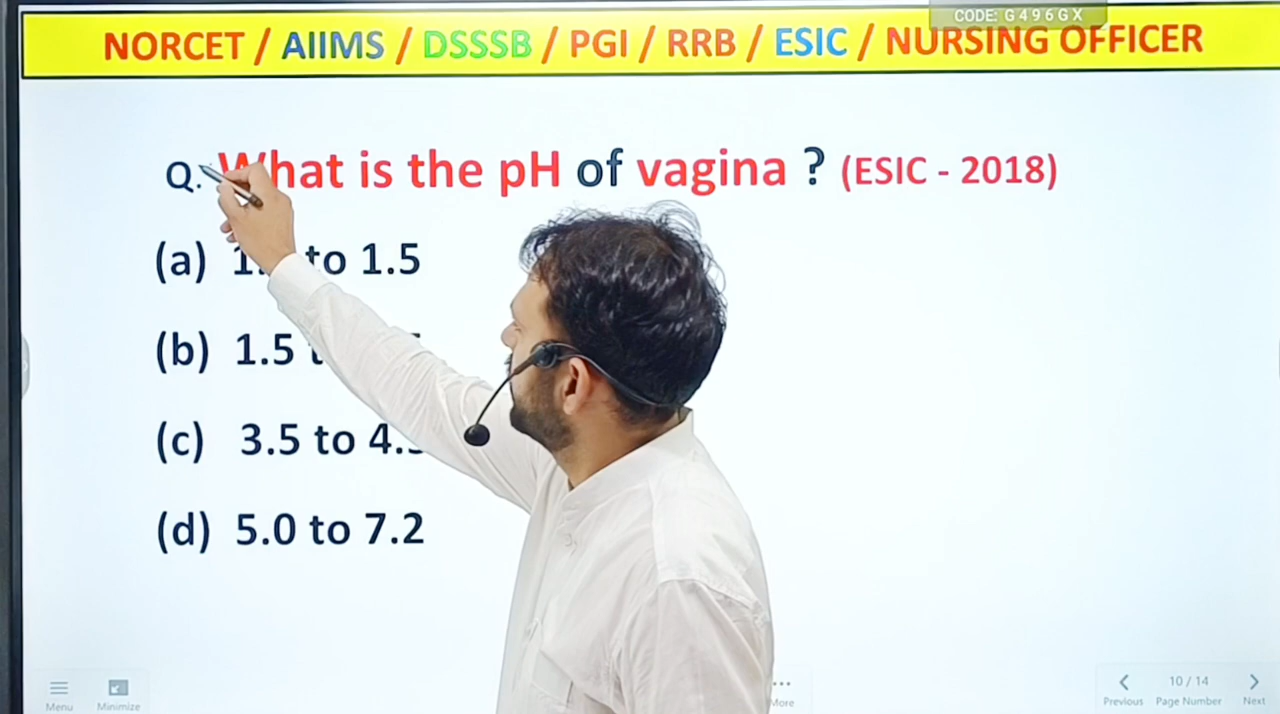 CODE: G496GX
NORCET / AIIMS / DSSSB / PGI / RRB / ESIC / NURSING OFFICER
Q. What is the pH of vagina ? (ESIC - 2018)
(a) to 1.5
(b) 1.5
(c) 3.5 to
(d) 5.0 to 7.2
Menu
Minimize
More
10 / 14
Previous Page Number Next